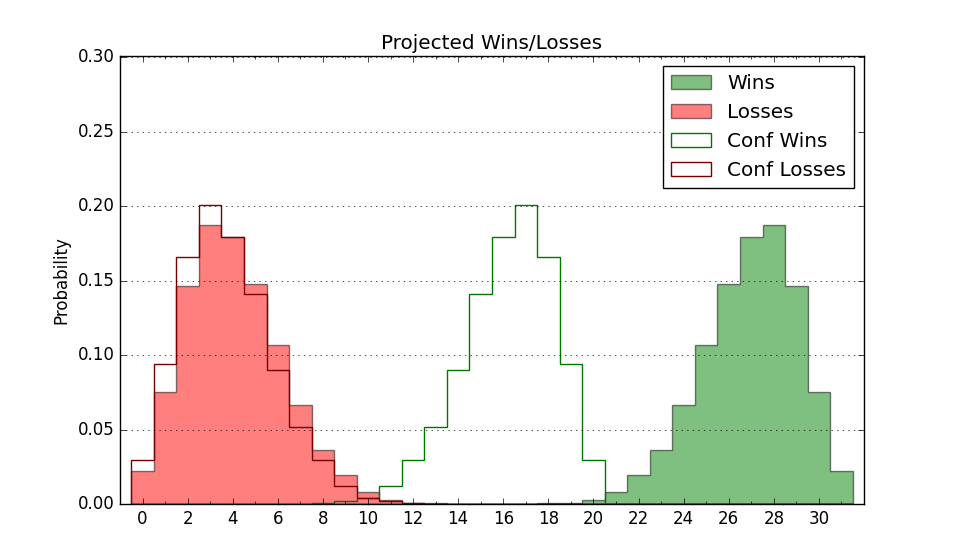 Projected Wins/Losses
0.30
0.25
0.20
0.15
0.10
0.05
0.00
Probability
Wins
Losses
Conf Wins
Conf Losses
0 2 4 6 8 10 12 14 16 18 20 22 24 26 28 30